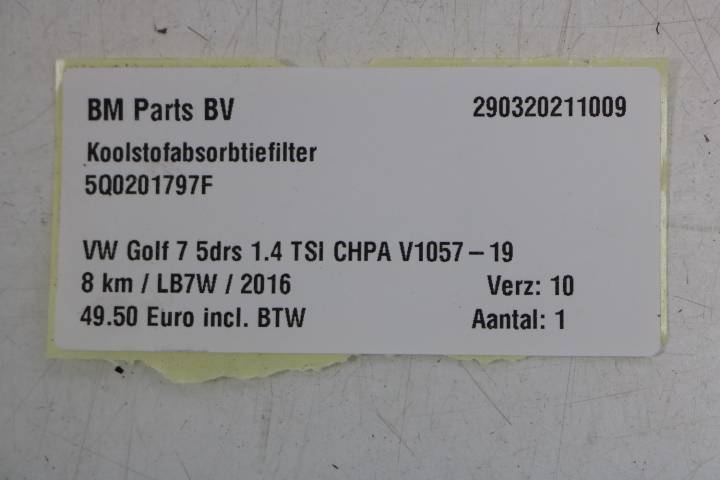 BM Parts BV 290320211009
Koolstofabsorbtiefilter
5Q0201797F
VW Golf 7 5drs 1.4 TSI CHPA V1057 – 19
8 km / LB7W / 2016 Verz: 10
49.50 Euro incl. BTW Aantal: 1